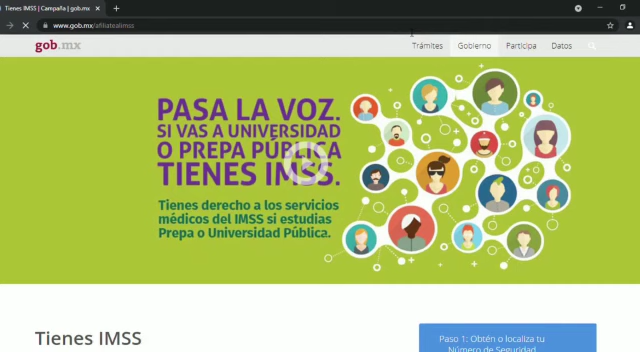 Tienes IMSS | Campaña | gob.mx
www.gob.mx/afiliatealimss
gob.mx
Trámites
Gobierno
Participa
Datos
PASA LA VOZ.
SI VAS A UNIVERSIDAD
O PREPA PÚBLICA
TIENES IMSS.
Tienes derecho a los servicios
médicos del IMSS si estudias
Prepa o Universidad Pública.
Tienes IMSS
Paso 1: Obtén o localiza tu
Número de Seguridad